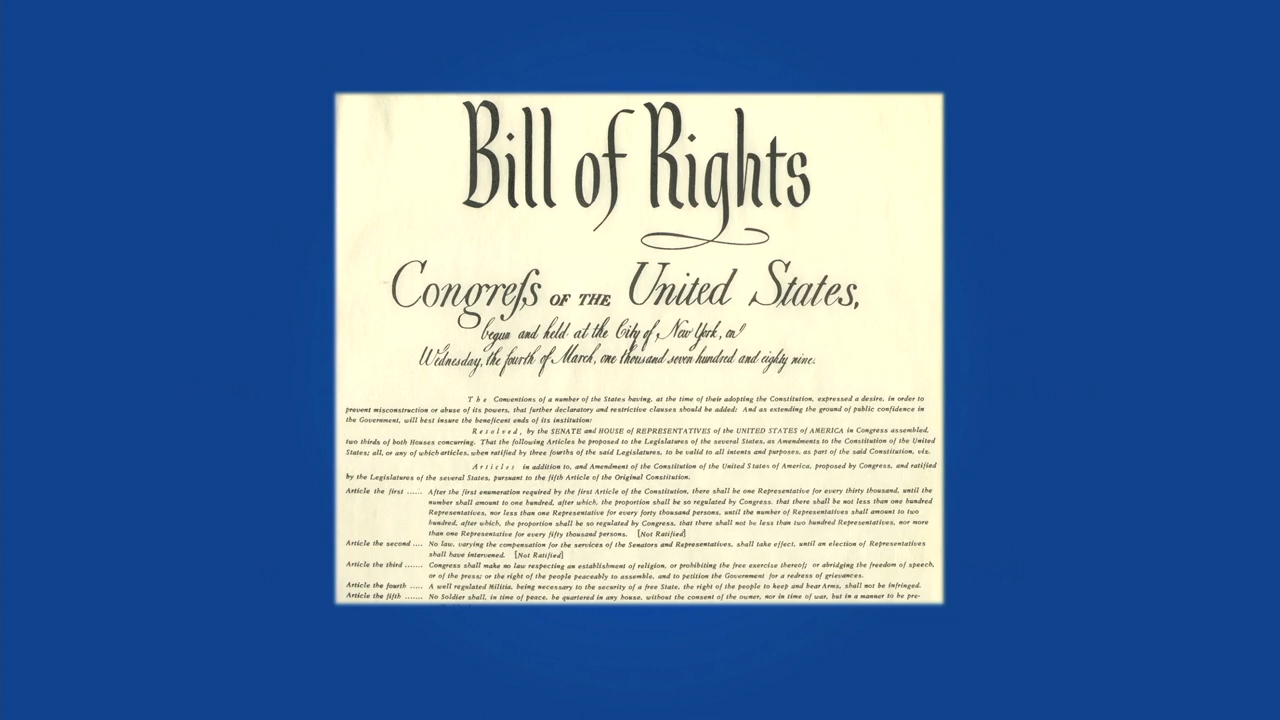 Bill of Rights
Congreſs OF THE United States,
begun and held at the City of New York, on
Wednesday, the fourth of March, one thousand seven hundred and eighty nine.
The Conventions of a number of the States having, at the time of their adopting the Constitution, expressed a desire, in order to
prevent misconstruction or abuse of its powers, that further declaratory and restrictive clauses should be added: And as extending the ground of public confidence in
the Government, will best insure the beneficent ends of its institution:
Resolved, by the SENATE and HOUSE of REPRESENTATIVES of the UNITED STATES of AMERICA in Congress assembled,
two thirds of both Houses concurring. That the following Articles be proposed to the Legislatures of the several States, as Amendments to the Constitution of the United
States; all, or any of which articles, when ratified by three fourths of the said Legislatures, to be valid to all intents and purposes, as part of the said Constitution, viz.
Articles in addition to, and Amendment of the Constitution of the United States of America, proposed by Congress, and ratified
by the Legislatures of the several States, pursuant to the fifth Article of the Original Constitution.
Article the first ...... After the first enumeration required by the first Article of the Constitution, there shall be one Representative for every thirty thousand, until the
number shall amount to one hundred, after which, the proportion shall be so regulated by Congress, that there shall be not less than one hundred
Representatives, nor less than one Representative for every forty thousand persons, until the number of Representatives shall amount to two
hundred, after which, the proportion shall be so regulated by Congress, that there shall not be less than two hundred Representatives, nor more
than one Representative for every fifty thousand persons. [Not Ratified]
Article the second .... No law, varying the compensation for the services of the Senators and Representatives, shall take effect, until an election of Representatives
shall have intervened. [Not Ratified]
Article the third ....... Congress shall make no law respecting an establishment of religion, or prohibiting the free exercise thereof; or abridging the freedom of speech,
or of the press; or the right of the people peaceably to assemble, and to petition the Government for a redress of grievances.
Article the fourth ..... A well regulated Militia, being necessary to the security of a free State, the right of the people to keep and bear Arms, shall not be infringed.
Article the fifth ....... No Soldier shall, in time of peace, be quartered in any house, without the consent of the owner, nor in time of war, but in a manner to be pre-